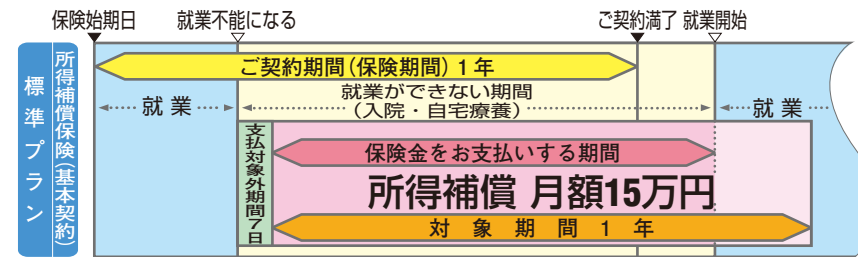 保険始期日
就業不能になる
ご契約満了
就業開始
標準プラン
所得補償保険(基本契約)
ご契約期間(保険期間)1年
就業
就業ができない期間
(入院・自宅療養)
就業
支払対象外期間7日
保険金をお支払いする期間
所得補償 月額15万円
対象期間1年